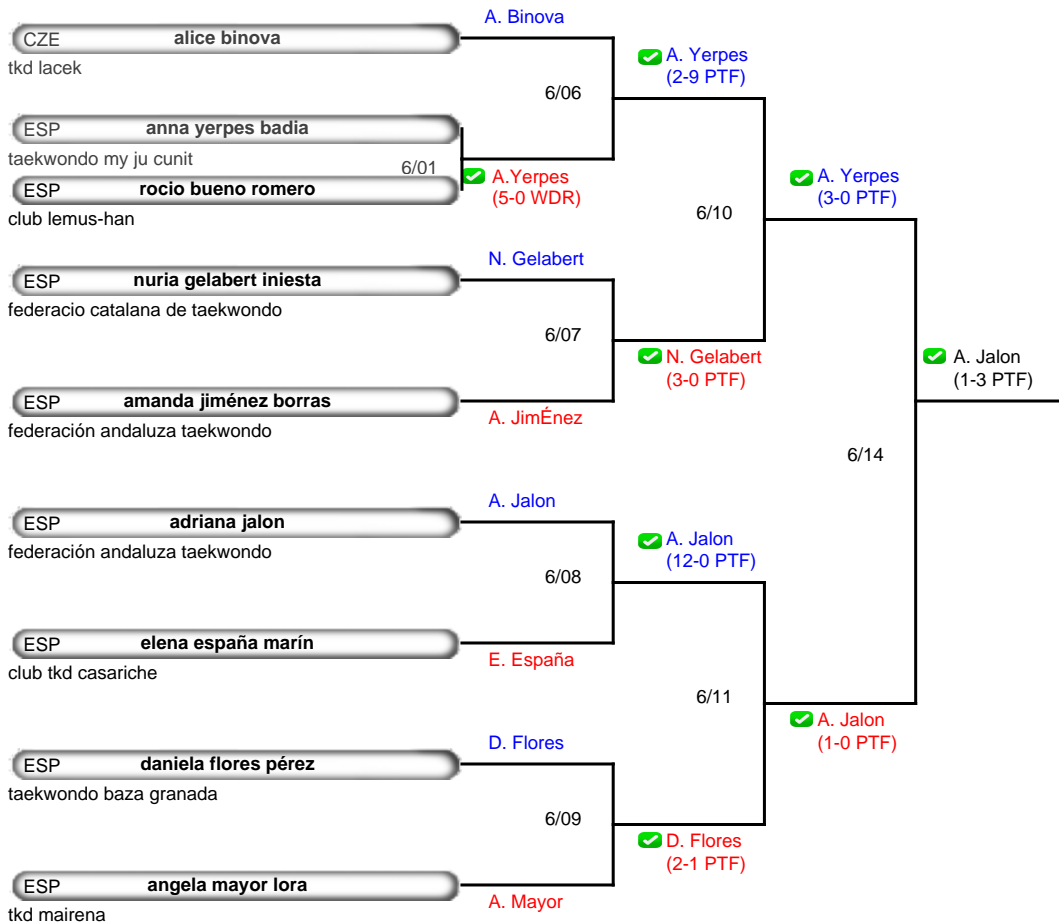 A. Binova
CZE alice binova
tkd lacek
A. Yerpes
(2-9 PTF)
6/06
ESP anna yerpes badia
taekwondo my ju cunit
6/01
A.Yerpes
(5-0 WDR)
ESP rocio bueno romero
club lemus-han
A. Yerpes
(3-0 PTF)
6/10
N. Gelabert
ESP nuria gelabert iniesta
federacio catalana de taekwondo
6/07
N. Gelabert
(3-0 PTF)
A. Jalon
(1-3 PTF)
ESP amanda jiménez borras
federación andaluza taekwondo
A. JimÉnez
6/14
A. Jalon
ESP adriana jalon
federación andaluza taekwondo
A. Jalon
(12-0 PTF)
6/08
ESP elena españa marín
club tkd casariche
E. España
6/11
A. Jalon
(1-0 PTF)
D. Flores
ESP daniela flores pérez
taekwondo baza granada
6/09
D. Flores
(2-1 PTF)
ESP angela mayor lora
tkd mairena
A. Mayor